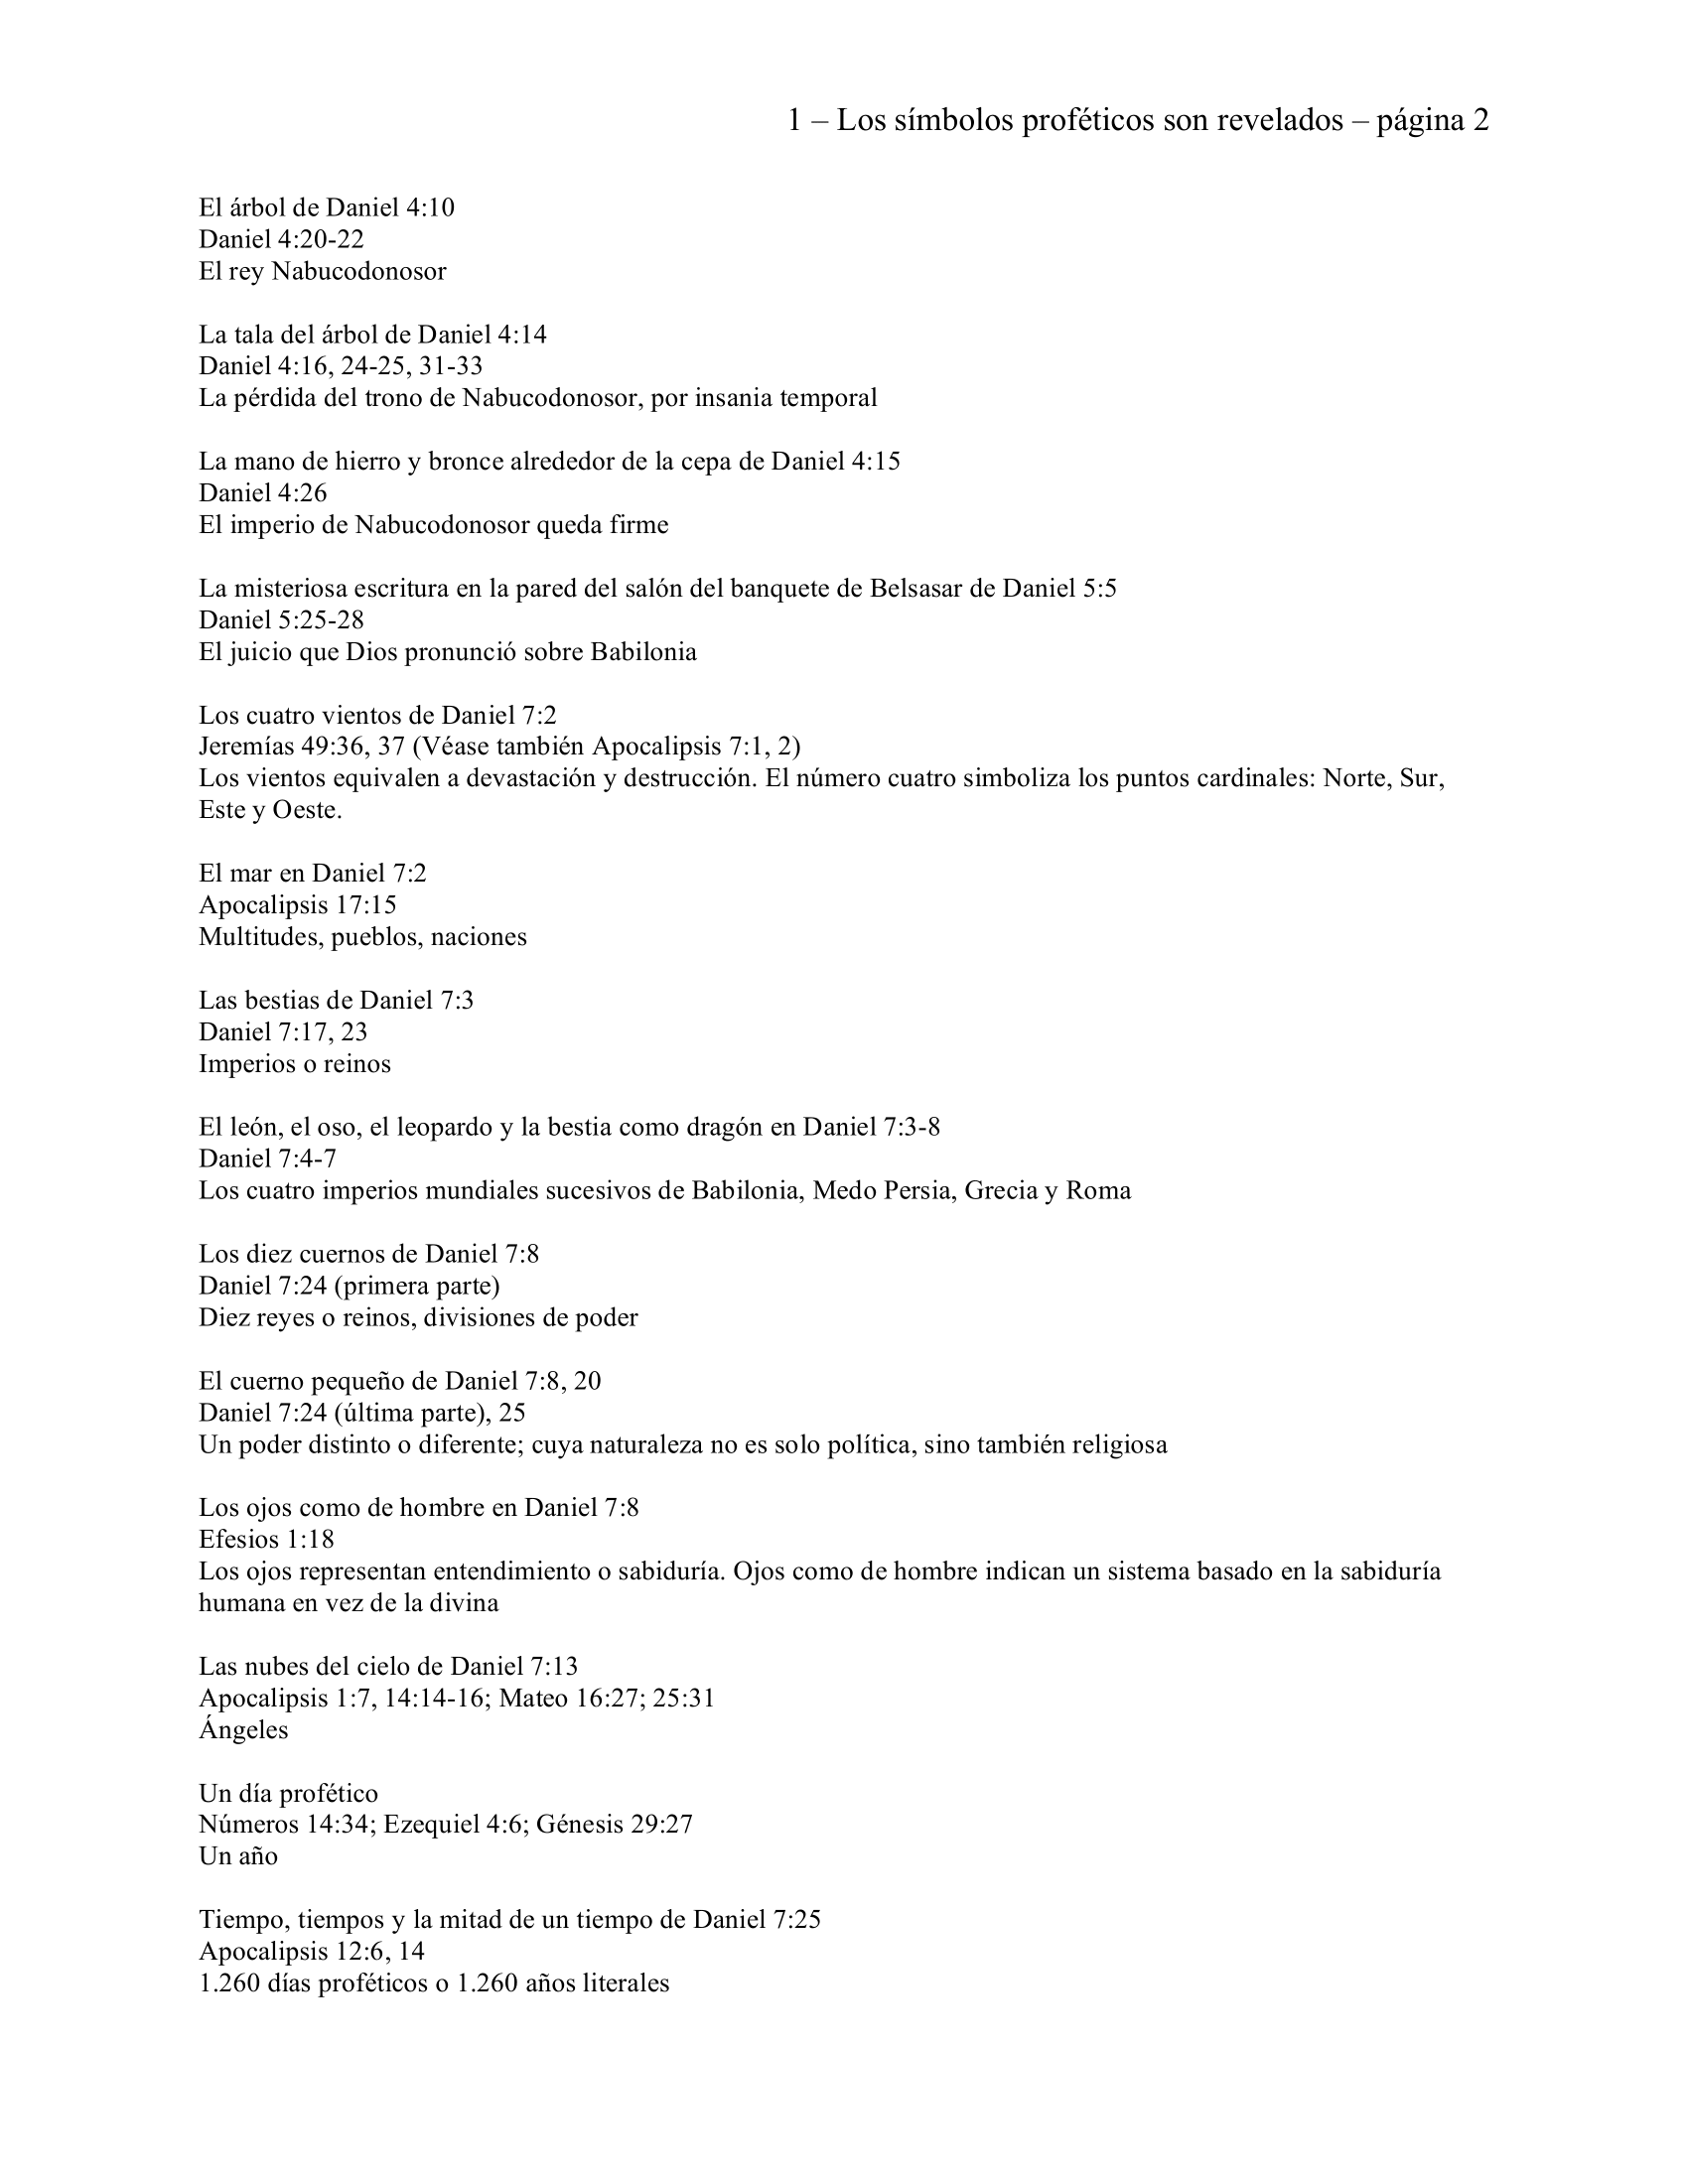 1 – Los símbolos proféticos son revelados – página 2
El árbol de Daniel 4:10
Daniel 4:20-22
El rey Nabucodonosor
La tala del árbol de Daniel 4:14
Daniel 4:16, 24-25, 31-33
La pérdida del trono de Nabucodonosor, por insania temporal
La mano de hierro y bronce alrededor de la cepa de Daniel 4:15
Daniel 4:26
El imperio de Nabucodonosor queda firme
La misteriosa escritura en la pared del salón del banquete de Belsasar de Daniel 5:5
Daniel 5:25-28
El juicio que Dios pronunció sobre Babilonia
Los cuatro vientos de Daniel 7:2
Jeremías 49:36, 37 (Véase también Apocalipsis 7:1, 2)
Los vientos equivalen a devastación y destrucción. El número cuatro simboliza los puntos cardinales: Norte, Sur,
Este y Oeste.
El mar en Daniel 7:2
Apocalipsis 17:15
Multitudes, pueblos, naciones
Las bestias de Daniel 7:3
Daniel 7:17, 23
Imperios o reinos
El león, el oso, el leopardo y la bestia como dragón en Daniel 7:3-8
Daniel 7:4-7
Los cuatro imperios mundiales sucesivos de Babilonia, Medo Persia, Grecia y Roma
Los diez cuernos de Daniel 7:8
Daniel 7:24 (primera parte)
Diez reyes o reinos, divisiones de poder
El cuerno pequeño de Daniel 7:8, 20
Daniel 7:24 (última parte), 25
Un poder distinto o diferente; cuya naturaleza no es solo política, sino también religiosa
Los ojos como de hombre en Daniel 7:8
Efesios 1:18
Los ojos representan entendimiento o sabiduría. Ojos como de hombre indican un sistema basado en la sabiduría
humana en vez de la divina
Las nubes del cielo de Daniel 7:13
Apocalipsis 1:7, 14:14-16; Mateo 16:27; 25:31
Ángeles
Un día profético
Números 14:34; Ezequiel 4:6; Génesis 29:27
Un año
Tiempo, tiempos y la mitad de un tiempo de Daniel 7:25
Apocalipsis 12:6, 14
1.260 días proféticos o 1.260 años literales